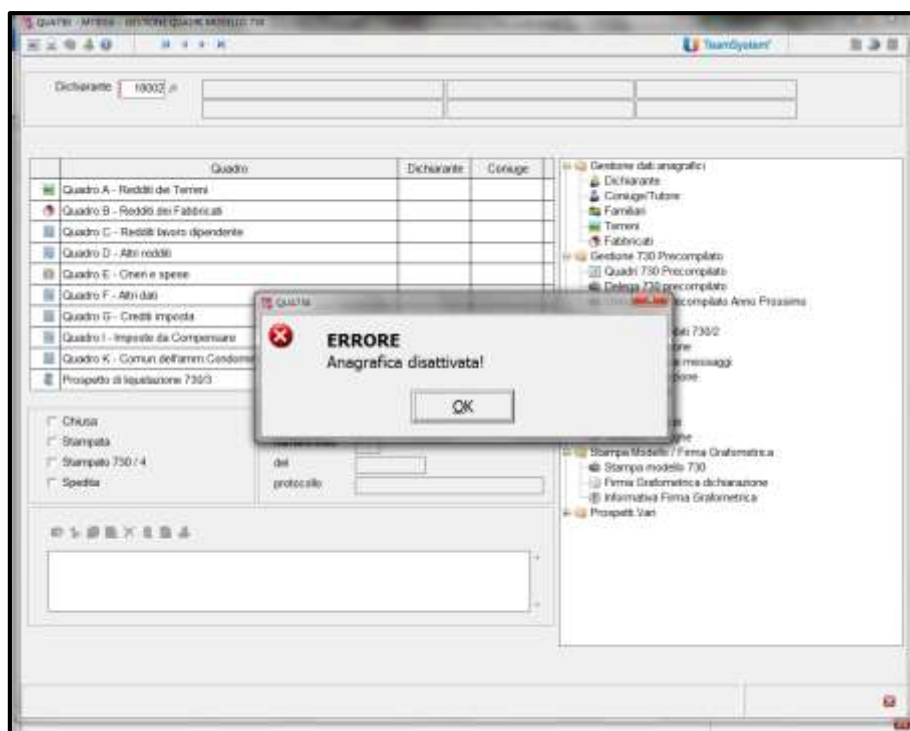 GESTIONE QUADRI MODELLO 730
TeamSystem
Dichiarante 18002
Quadro Dichiarante Coniuge
Quadro A - Redditi dei Terreni
Quadro B - Redditi dei Fabbricati
Quadro C - Redditi lavoro dipendente
Quadro D - Altri redditi
Quadro E - Oneri e spese
Quadro F - Altri dati
Quadro G - Crediti imposta
Quadro I - Imposte da Compensare
Quadro K - Comun. dell'amm.
Prospetto di liquidazione 730/3
Gestione dati anagrafici
Dichiarante
Coniuge/Tutore
Familiari
Terreni
Fabbricati
Gestione 730 Precompilato
Quadri 730 Precompilato
Delega 730 precompilato
Anno Prossimo
dati 730/2
messaggi
ERRORE
Anagrafica disattivata!
OK
Chiusa
Stampata
Stampato 730 / 4
Spedita
del
protocollo
Stampa Modello / Firma Grafometrica
Stampa modello 730
Firma Grafometrica dichiarazione
Informativa Firma Grafometrica
Prospetti Vari